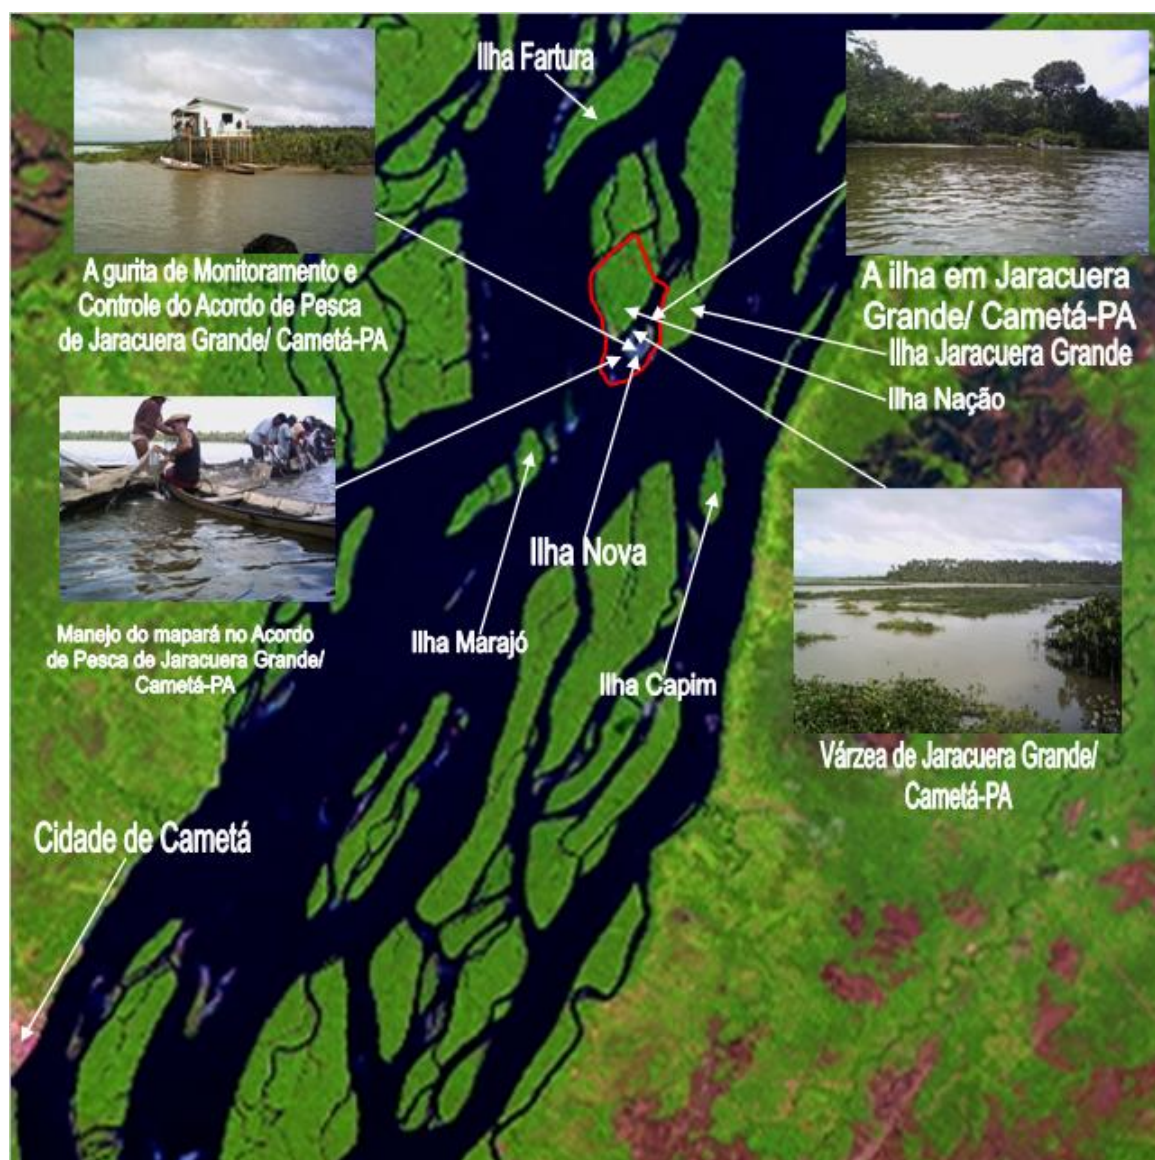 Ilha Fartura
A gurita de Monitoramento e
Controle do Acordo de Pesca
de Jaracuera Grande/ Cametá-PA
A ilha em Jaracuera
Grande/ Cametá-PA
Ilha Jaracuera Grande
Ilha Nação
Ilha Nova
Manejo do mapará no Acordo
de Pesca de Jaracuera Grande/
Cametá-PA
Ilha Marajó
Ilha Capim
Várzea de Jaracuera Grande/
Cametá-PA
Cidade de Cametá